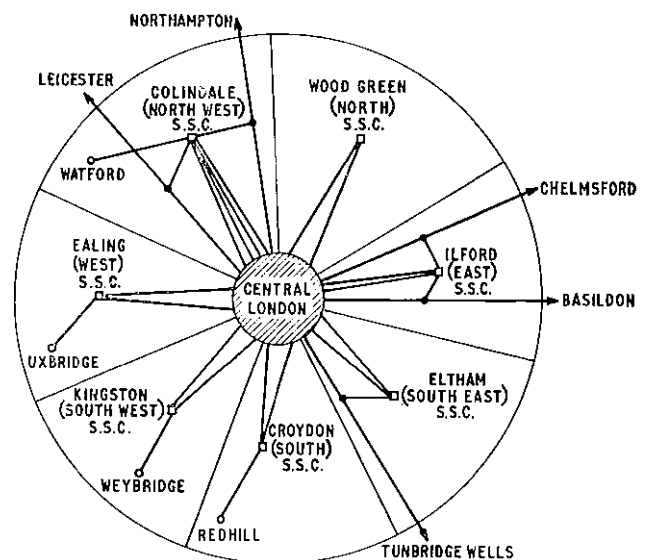 NORTHAMPTON
LEICESTER
COLINDALE
(NORTH WEST)
S.S.C.
WOOD GREEN
(NORTH)
S.S.C.
WATFORD
CHELMSFORD
EALING
(WEST)
S.S.C.
ILFORD
(EAST)
S.S.C.
CENTRAL
LONDON
BASILDON
UXBRIDGE
KINGSTON
(SOUTH WEST)
S.S.C.
ELTHAM
(SOUTH EAST)
S.S.C.
CROYDON
(SOUTH)
S.S.C.
WEYBRIDGE
REDHILL
TUNBRIDGE WELLS